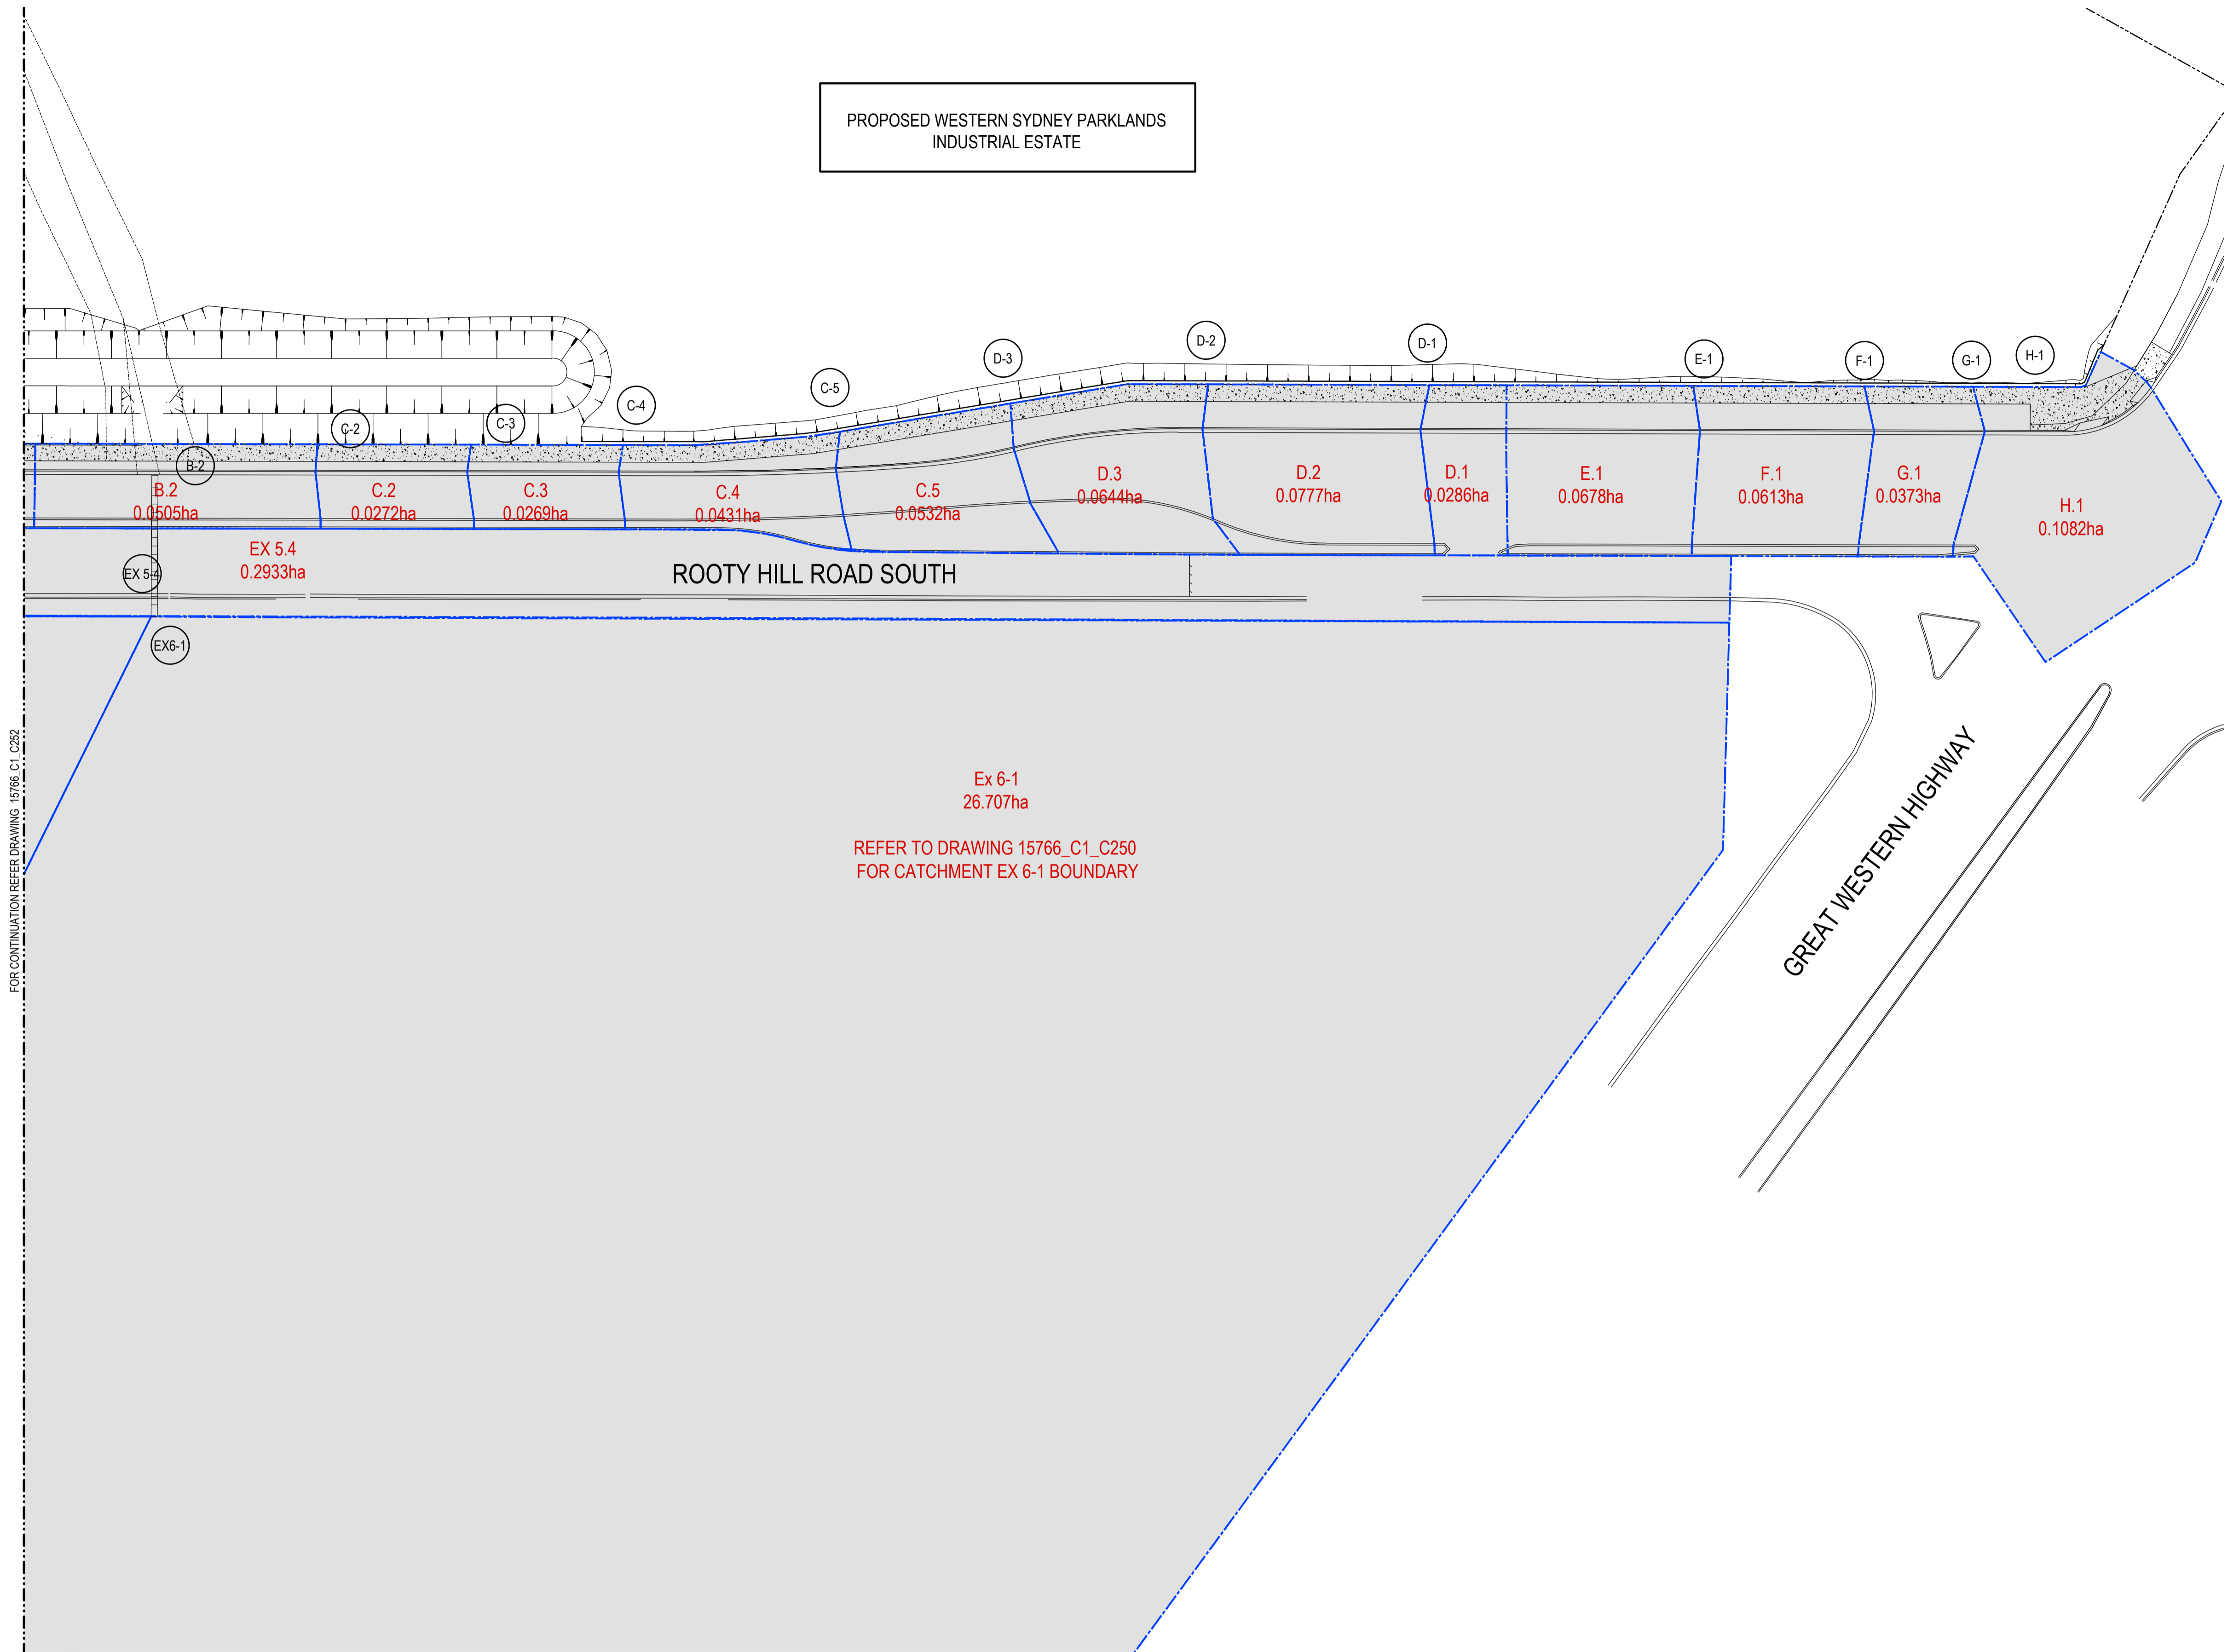 PROPOSED WESTERN SYDNEY PARKLANDS
INDUSTRIAL ESTATE
D-2
D-1
D-3
E-1
F-1
G-1
H-1
C-5
C-4
C-3
C-2
B-2
B.2
0.0505ha
C.2
0.0272ha
C.3
0.0269ha
C.4
0.0431ha
C.5
0.0532ha
D.3
0.0644ha
D.2
0.0777ha
D.1
0.0286ha
E.1
0.0678ha
F.1
0.0613ha
G.1
0.0373ha
H.1
0.1082ha
EX 5.4
0.2933ha
EX 5-4
ROOTY HILL ROAD SOUTH
EX6-1
Ex 6-1
26.707ha
REFER TO DRAWING 15766_C1_C250
FOR CATCHMENT EX 6-1 BOUNDARY
GREAT WESTERN HIGHWAY
FOR CONTINUATION REFER DRAWING 15766_C1_C252